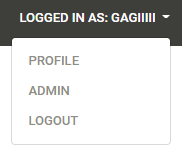 LOGGED IN AS: GAGIIIII
PROFILE
ADMIN
LOGOUT